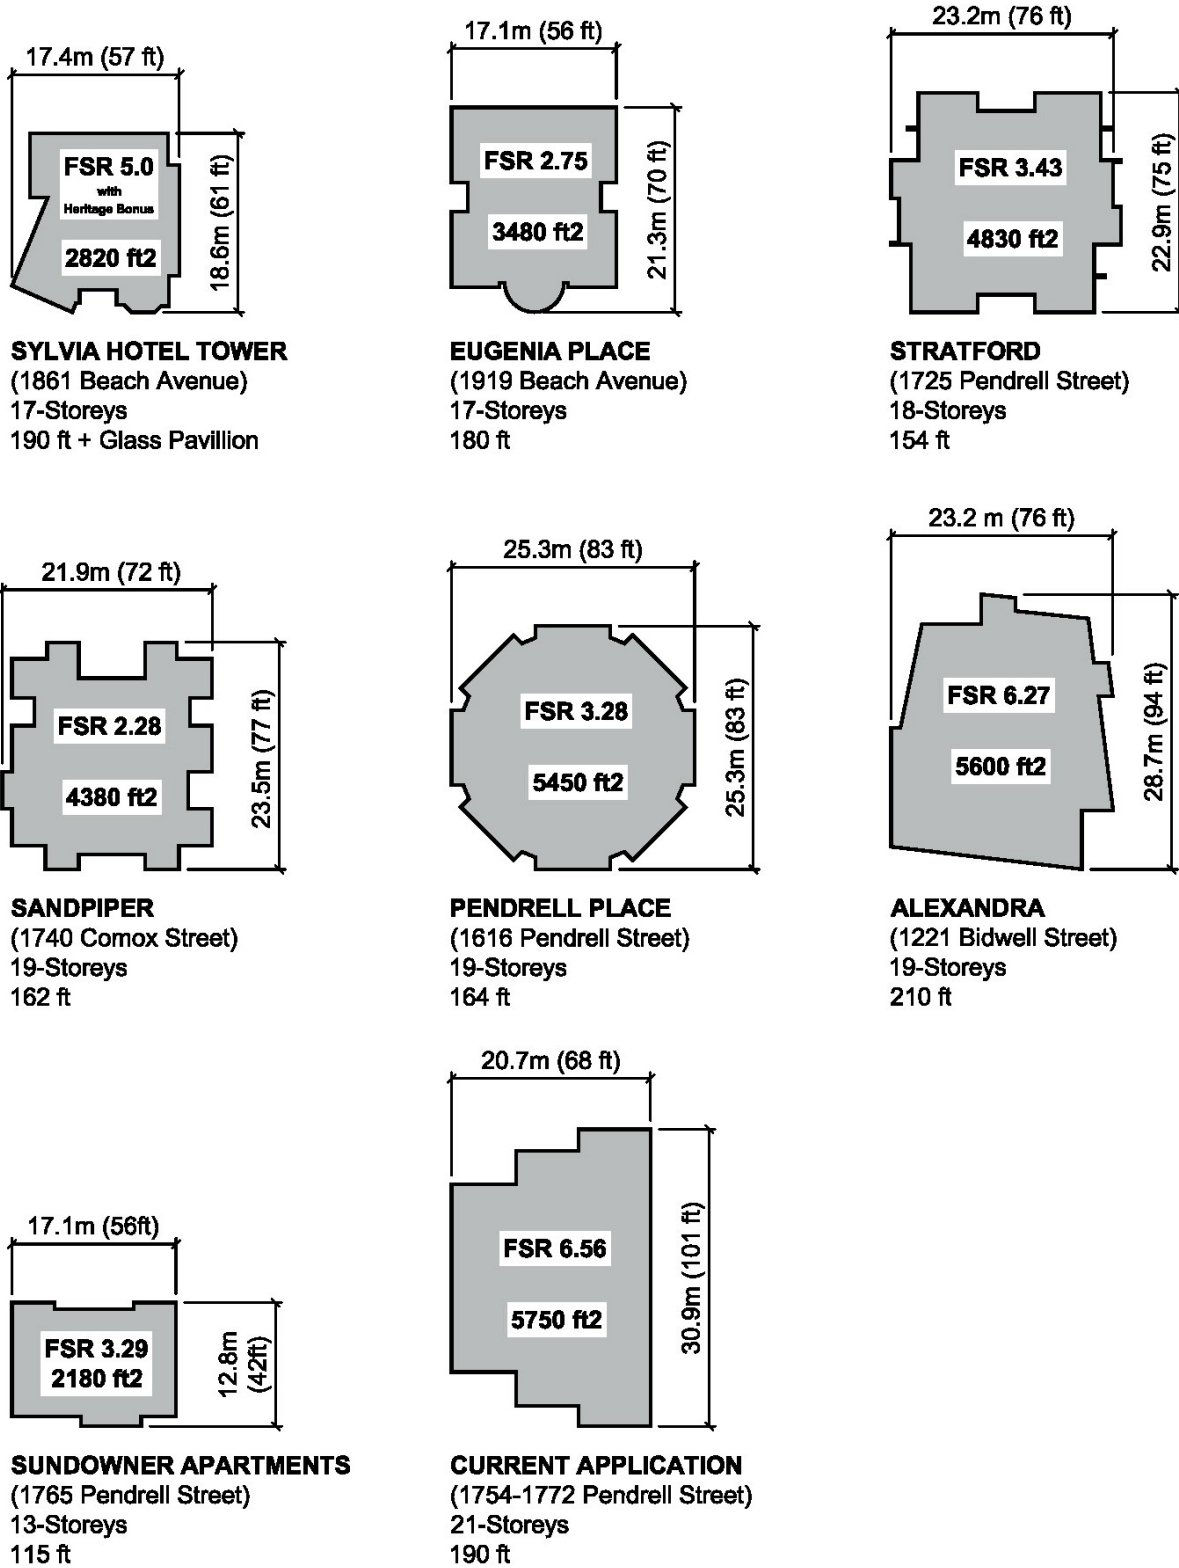 17.4m (57 ft)
FSR 5.0
with
Heritage Bonus
2820 ft2
18.6m (61 ft)
SYLVIA HOTEL TOWER
(1861 Beach Avenue)
17-Storeys
190 ft + Glass Pavillion
17.1m (56 ft)
FSR 2.75
3480 ft2
21.3m (70 ft)
EUGENIA PLACE
(1919 Beach Avenue)
17-Storeys
180 ft
23.2m (76 ft)
FSR 3.43
4830 ft2
22.9m (75 ft)
STRATFORD
(1725 Pendrell Street)
18-Storeys
154 ft
21.9m (72 ft)
FSR 2.28
4380 ft2
23.5m (77 ft)
SANDPIPER
(1740 Comox Street)
19-Storeys
162 ft
25.3m (83 ft)
FSR 3.28
5450 ft2
25.3m (83 ft)
PENDRELL PLACE
(1616 Pendrell Street)
19-Storeys
164 ft
23.2 m (76 ft)
FSR 6.27
5600 ft2
28.7m (94 ft)
ALEXANDRA
(1221 Bidwell Street)
19-Storeys
210 ft
17.1m (56ft)
FSR 3.29
2180 ft2
12.8m
(42ft)
SUNDOWNER APARTMENTS
(1765 Pendrell Street)
13-Storeys
115 ft
20.7m (68 ft)
FSR 6.56
5750 ft2
30.9m (101 ft)
CURRENT APPLICATION
(1754-1772 Pendrell Street)
21-Storeys
190 ft